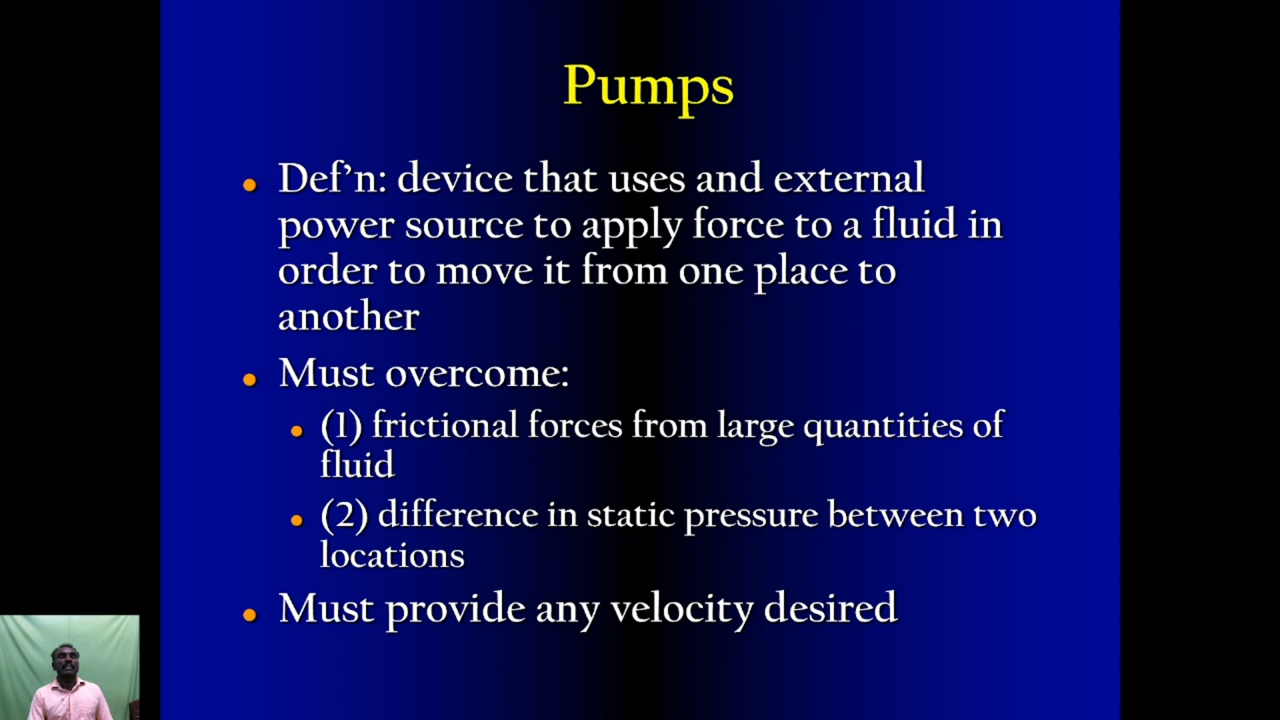 Pumps
Def’n: device that uses and external
power source to apply force to a fluid in
order to move it from one place to
another
Must overcome:
(1) frictional forces from large quantities of
fluid
(2) difference in static pressure between two
locations
Must provide any velocity desired